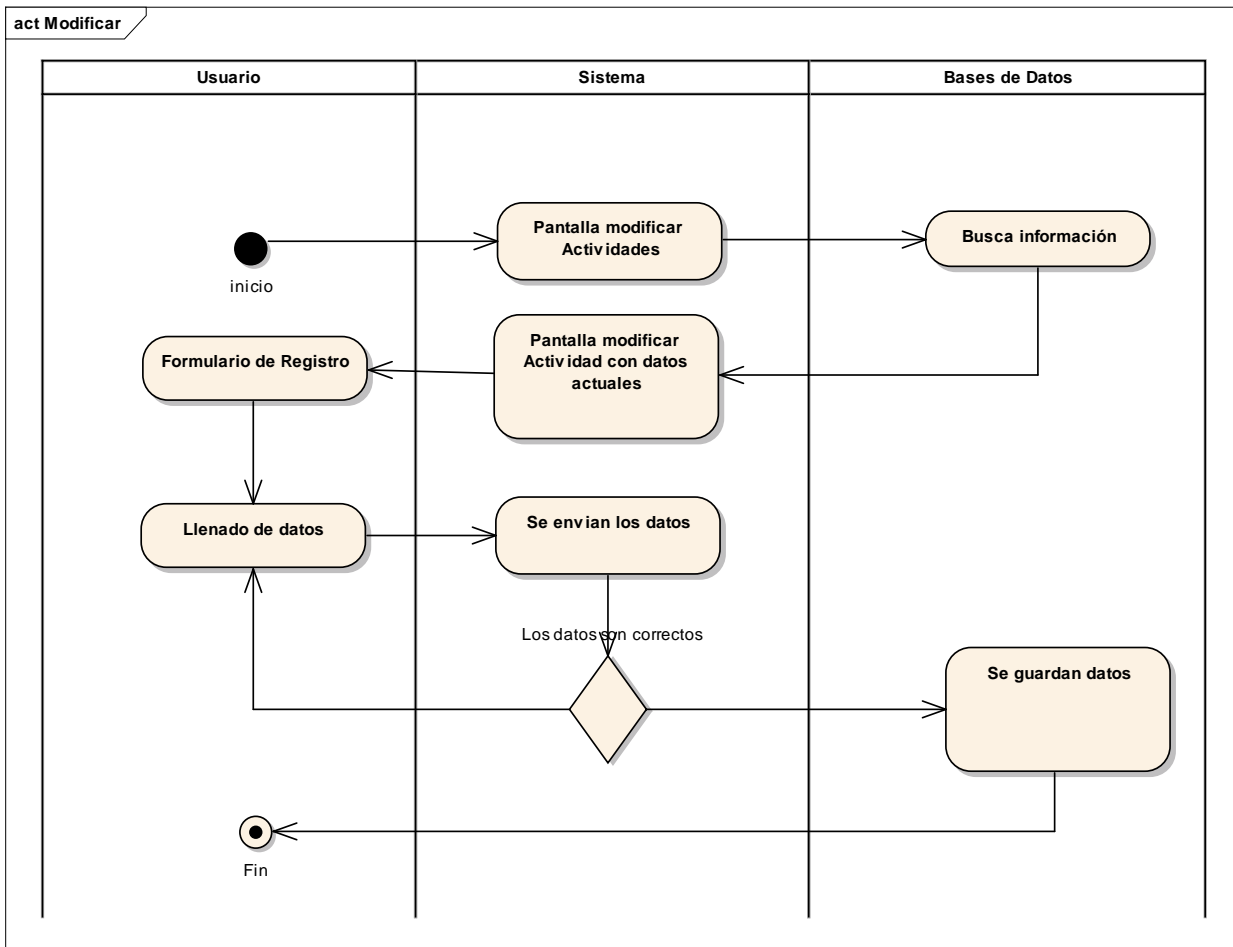 act Modificar
Usuario
Sistema
Bases de Datos
inicio
Pantalla modificar
Actividades
Busca información
Formulario de Registro
Pantalla modificar
Actividad con datos
actuales
Llenado de datos
Se envian los datos
Los datos son correctos
Se guardan datos
Fin